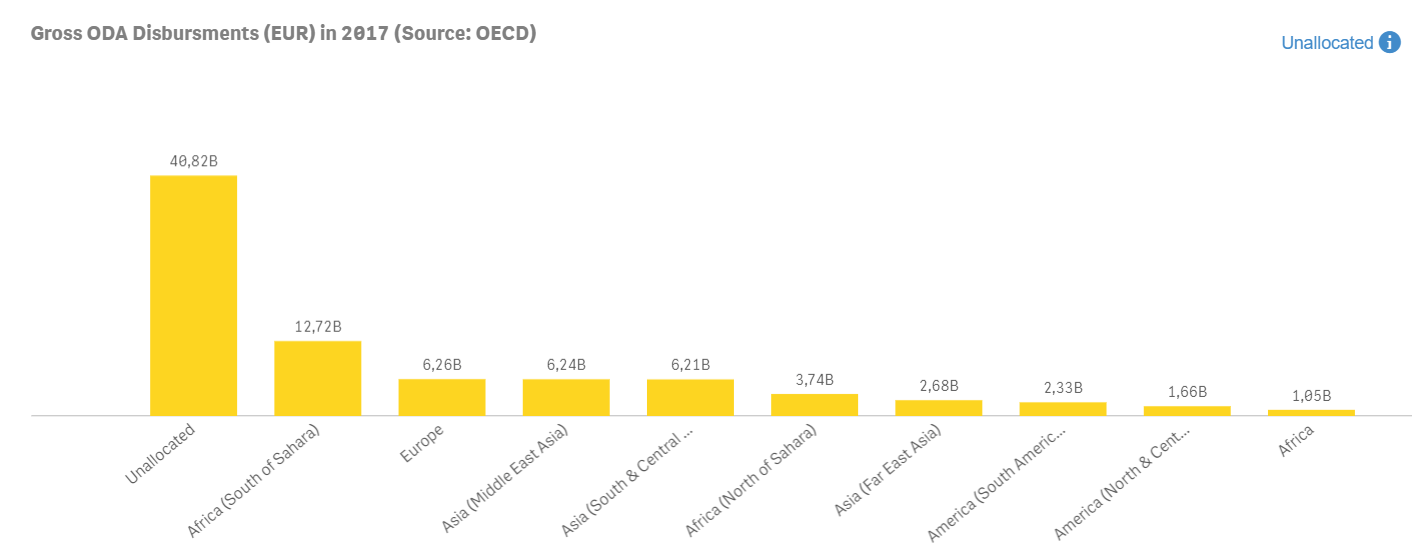 Gross ODA Disbursments (EUR) in 2017 (Source: OECD)
Unallocated i
40,82B
12,72B
6,26B
6,24B
6,21B
3,74B
2,68B
2,33B
1,66B
1,05B
Unallocated
Africa (South of Sahara)
Europe
Asia (Middle East Asia)
Asia (South & Central ...
Africa (North of Sahara)
Asia (Far East Asia)
America (South Americ...
America (North & Cent...
Africa